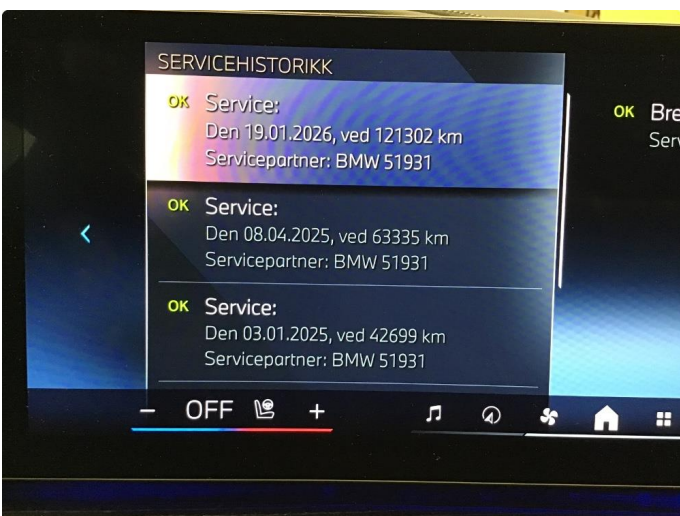 SERVICEHISTORIKK
OK Service:
Den 19.01.2026, ved 121302 km
Servicepartner: BMW 51931
OK Service:
Den 08.04.2025, ved 63335 km
Servicepartner: BMW 51931
OK Service:
Den 03.01.2025, ved 42699 km
Servicepartner: BMW 51931
OK Bre
Serv
- OFF +